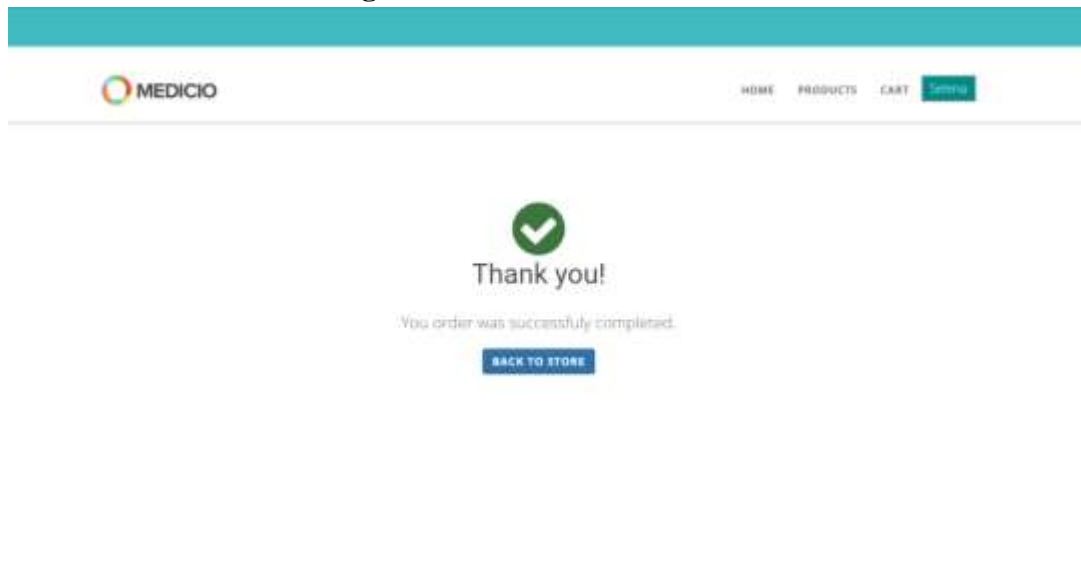 MEDICIO
HOME PRODUCTS CART
Thank you!
You order was successfuly completed.
BACK TO STORE